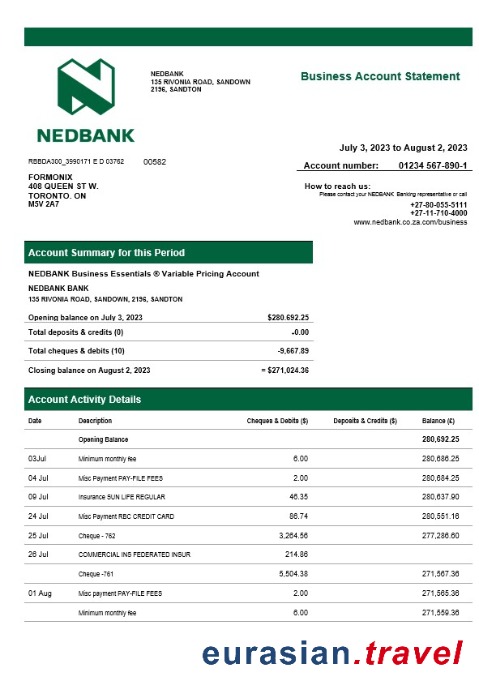 NEDBANK
135 RIVONIA ROAD, SANDOWN
2196, SANDTON
Business Account Statement
NEDBANK
July 3, 2023 to August 2, 2023
RBBDA300_3990171 E D 03762 00582
Account number: 01234 567-890-1
FORMONIX
408 QUEEN ST W.
TORONTO. ON
M5V 2A7
How to reach us:
Please contact your NEDBANK Banking representative or call
+27-80-055-5111
+27-11-710-4000
www.nedbank.co.za.com/business
Account Summary for this Period
NEDBANK Business Essentials ® Variable Pricing Account
NEDBANK BANK
135 RIVONIA ROAD, SANDOWN, 2196, SANDTON
Opening balance on July 3, 2023 $280.692.25
Total deposits & credits (0) -0.00
Total cheques & debits (10) -9,667.89
Closing balance on August 2, 2023 = $271,024.36
Account Activity Details
Date Description Cheques & Debits ($) Deposits & Credits ($) Balance (£)
Opening Balance 280,692.25
03Jul Minimum monthly fee 6.00 280,686.25
04 Jul Misc Payment PAY-FILE FEES 2.00 280,684.25
09 Jul Insurance SUN LIFE REGULAR 46.35 280,637.90
24 Jul Misc Payment REC CREDIT CARD 86.74 280,551.16
25 Jul Cheque - 762 3,264.56 277,286.60
26 Jul COMMERCIAL INS FEDERATED INSUR 214.86
Cheque -761 5,504.38 271,567.36
01 Aug Misc payment PAY-FILE FEES 2.00 271,565.36
Minimum monthly fee 6.00 271,559.36
eurasian.travel